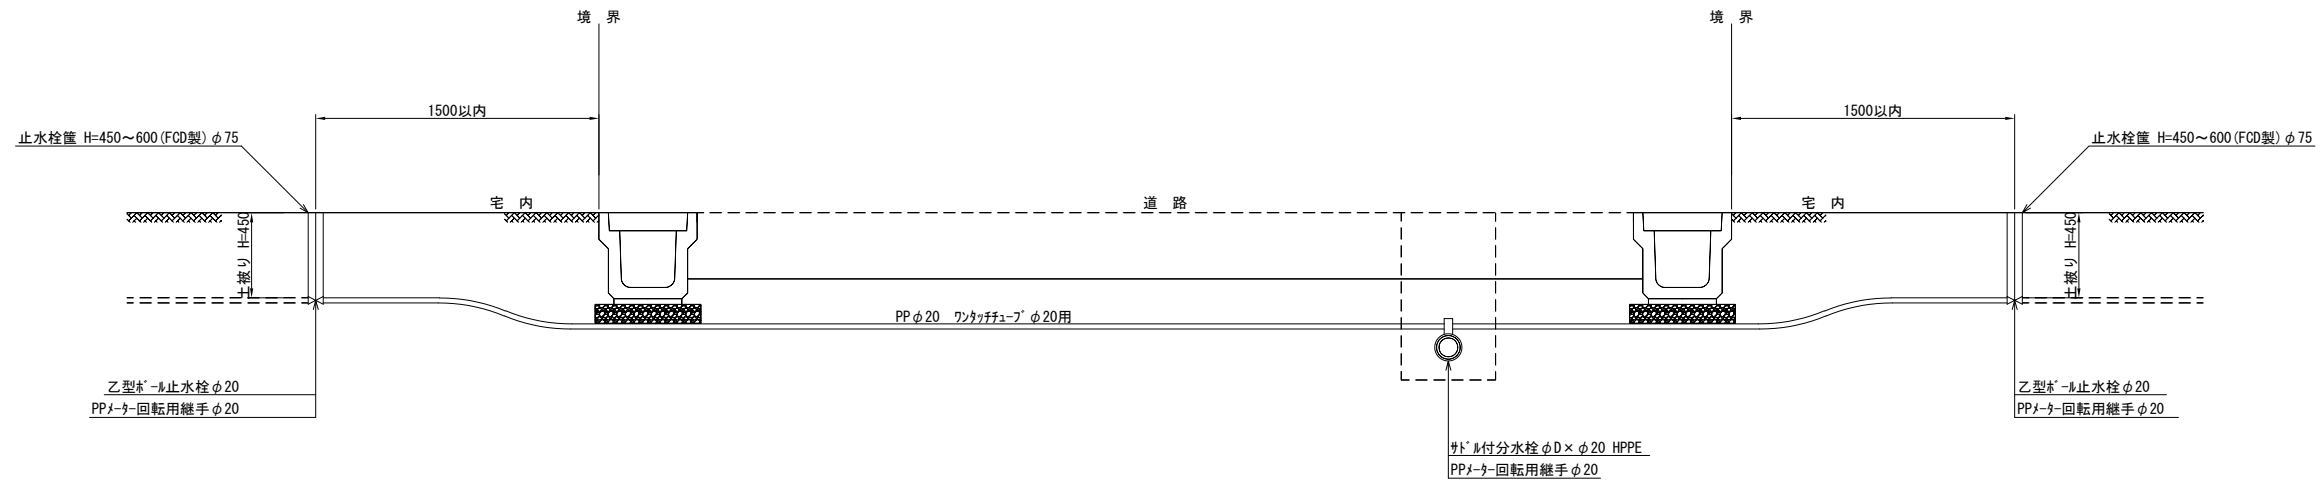 境 界
境 界
1500以内
1500以内
止水栓筐 H=450～600(FCD製)φ75
止水栓筐 H=450～600(FCD製)φ75
宅 内
道 路
宅 内
土被り H=450
土被り H=450
PPφ20 ﾜﾝﾀｯﾁﾁｭｰﾌﾞφ20用
乙型ﾎﾞｰﾙ止水栓φ20
PPﾒｰﾀｰ回転用継手φ20
乙型ﾎﾞｰﾙ止水栓φ20
PPﾒｰﾀｰ回転用継手φ20
ｻﾄﾞﾙ付分水栓φD×φ20 HPPE
PPﾒｰﾀｰ回転用継手φ20